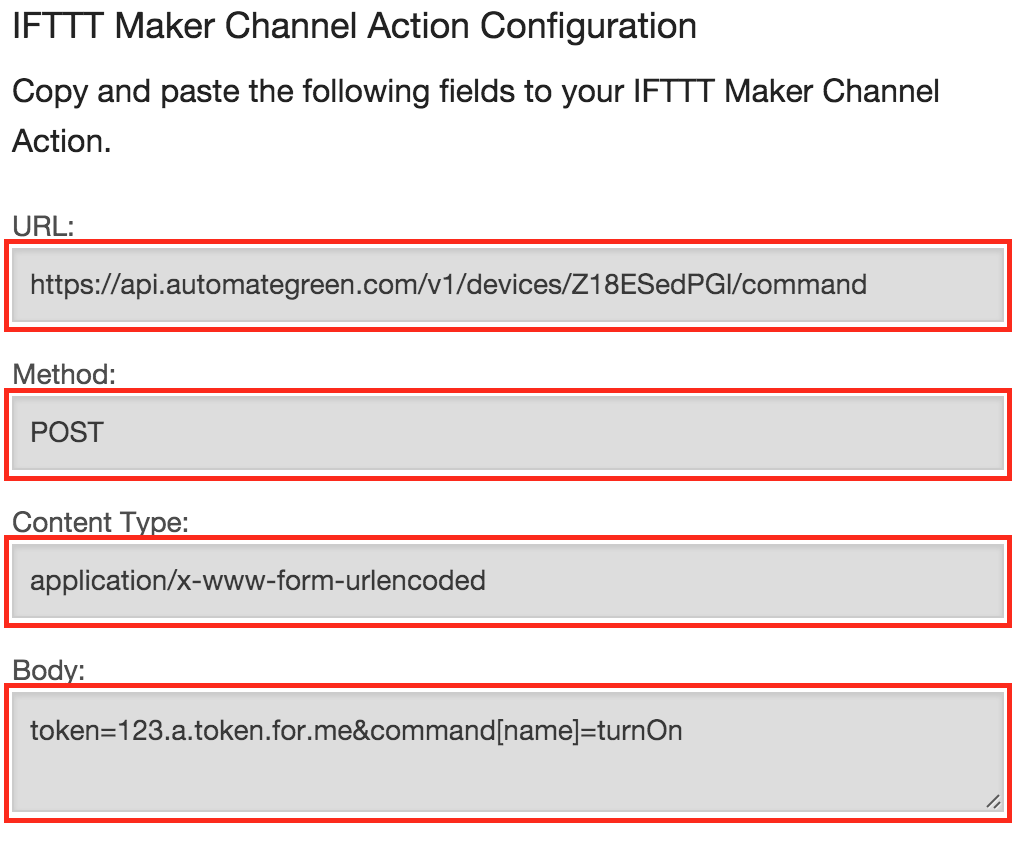 IFTTT Maker Channel Action Configuration
Copy and paste the following fields to your IFTTT Maker Channel
Action.
URL:
https://api.automategreen.com/v1/devices/Z18ESedPGl/command
Method:
POST
Content Type:
application/x-www-form-urlencoded
Body:
token=123.a.token.for.me&command[name]=turnOn